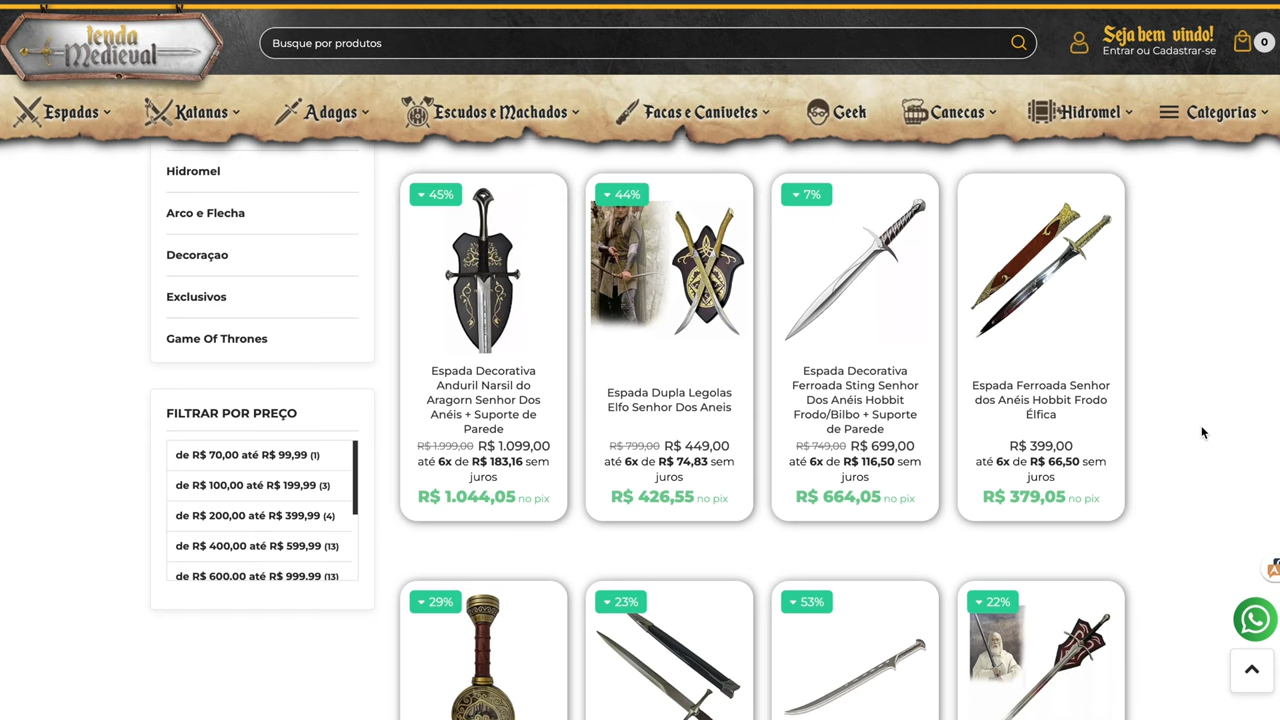 tenda
Medieval
Busque por produtos
Seja bem vindo!
Entrar ou Cadastrar-se
0
Espadas
Katanas
Adagas
Escudos e Machados
Facas e Canivetes
Geek
Canecas
Hidromel
Categorias
Hidromel
Arco e Flecha
Decoraçao
Exclusivos
Game Of Thrones
FILTRAR POR PREÇO
de R$ 70,00 até R$ 99,99 (1)
de R$ 100,00 até R$ 199,99 (3)
de R$ 200,00 até R$ 399,99 (4)
de R$ 400,00 até R$ 599,99 (13)
de R$ 600,00 até R$ 999,99 (13)
45%
Espada Decorativa
Anduril Narsil do
Aragorn Senhor Dos
Anéis + Suporte de
Parede
R$ 1.999,00 R$ 1.099,00
até 6x de R$ 183,16 sem
juros
R$ 1.044,05 no pix
44%
Espada Dupla Legolas
Elfo Senhor Dos Aneis
R$ 799,00 R$ 449,00
até 6x de R$ 74,83 sem
juros
R$ 426,55 no pix
7%
Espada Decorativa
Ferroada Sting Senhor
Dos Anéis Hobbit
Frodo/Bilbo + Suporte
de Parede
R$ 749,00 R$ 699,00
até 6x de R$ 116,50 sem
juros
R$ 664,05 no pix
Espada Ferroada Senhor
dos Anéis Hobbit Frodo
Élfica
R$ 399,00
até 6x de R$ 66,50 sem
juros
R$ 379,05 no pix
29%
23%
53%
22%